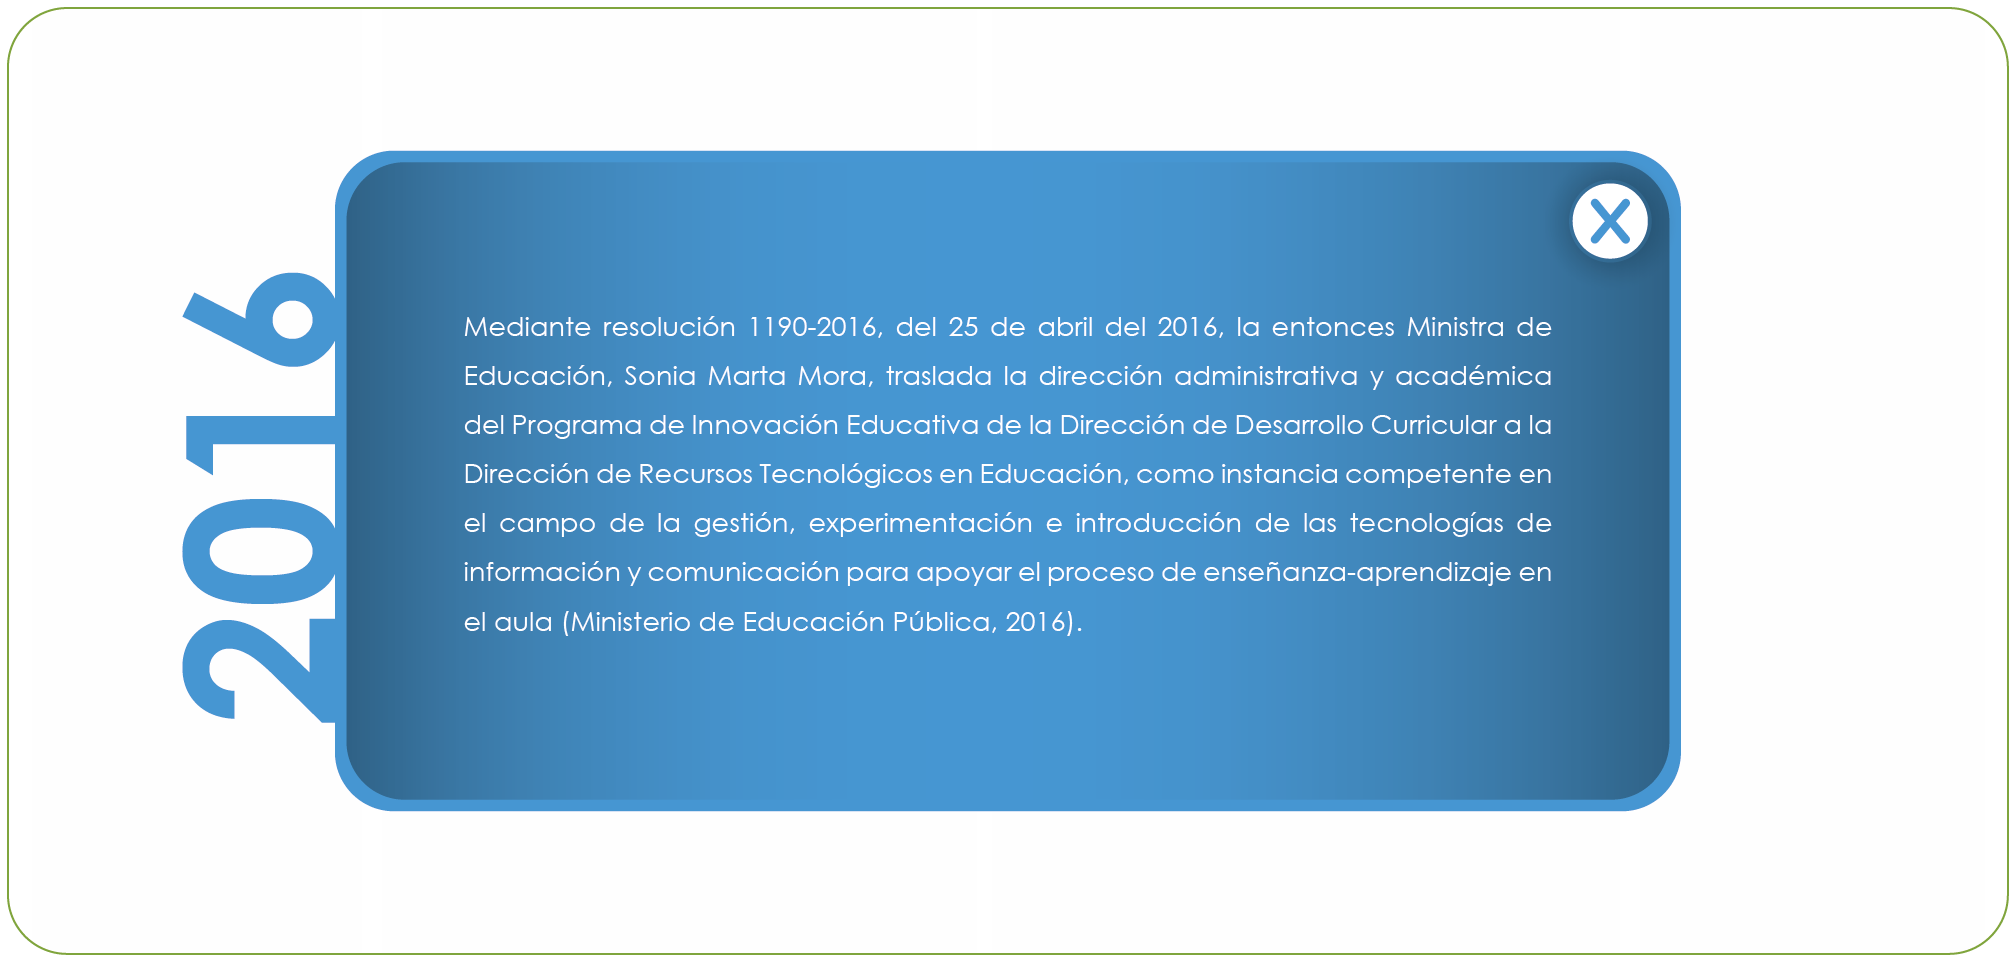 2016
X
Mediante resolución 1190-2016, del 25 de abril del 2016, la entonces Ministra de
Educación, Sonia Marta Mora, traslada la dirección administrativa y académica
del Programa de Innovación Educativa de la Dirección de Desarrollo Curricular a la
Dirección de Recursos Tecnológicos en Educación, como instancia competente en
el campo de la gestión, experimentación e introducción de las tecnologías de
información y comunicación para apoyar el proceso de enseñanza-aprendizaje en
el aula (Ministerio de Educación Pública, 2016).